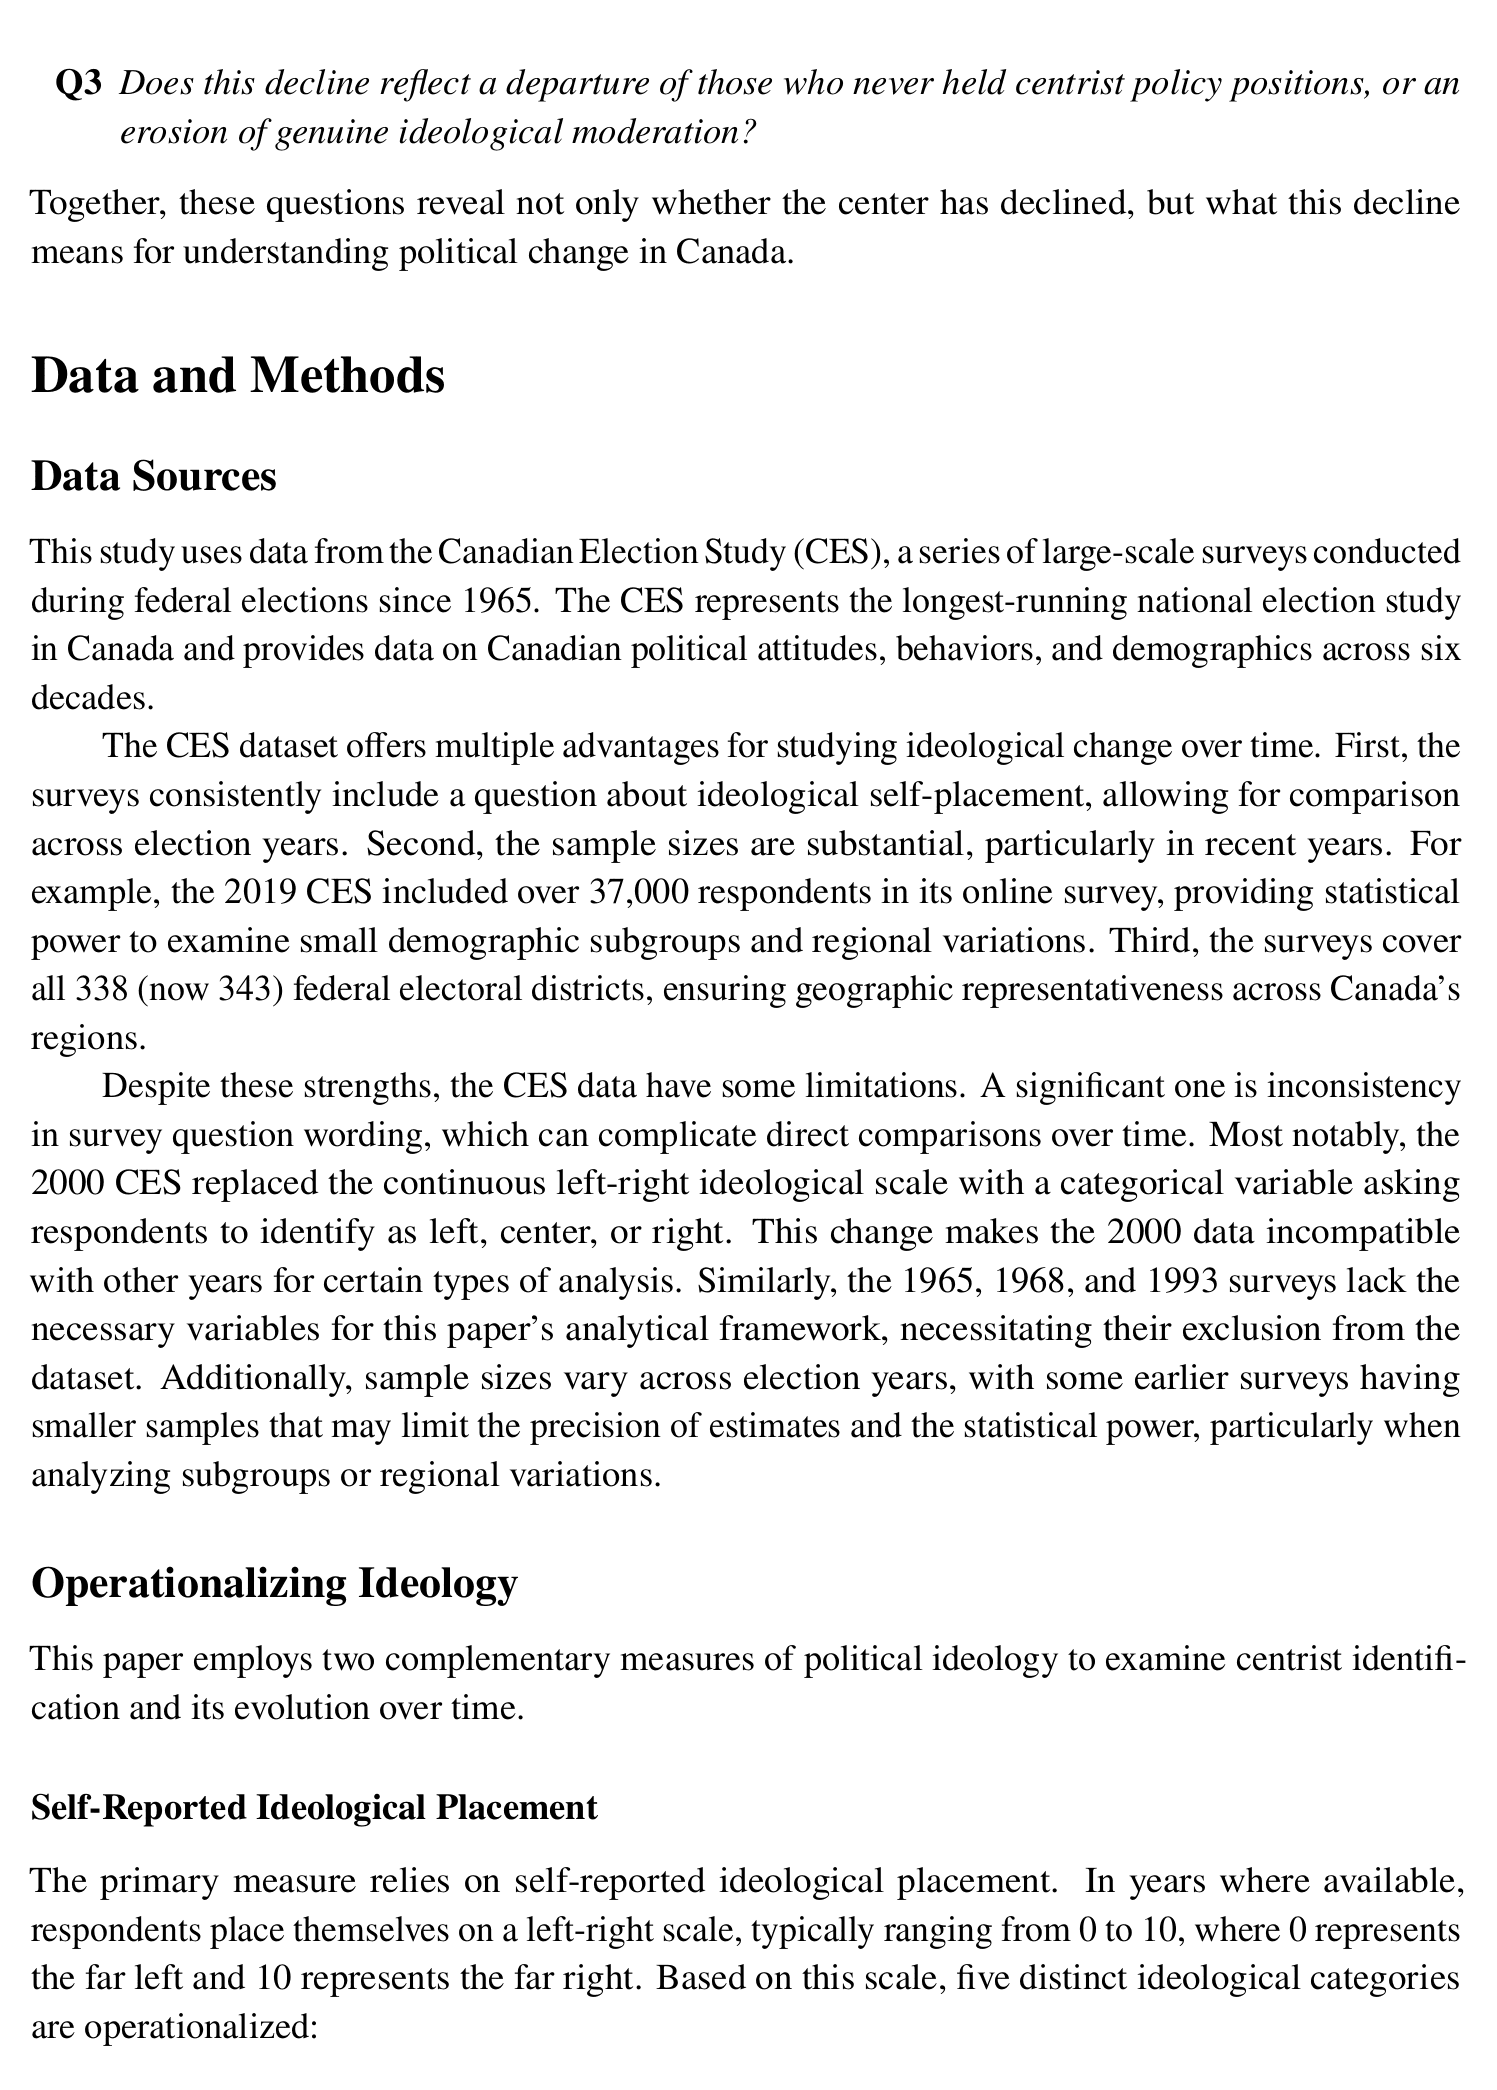 Q3 Does this decline reflect a departure of those who never held centrist policy positions, or an
erosion of genuine ideological moderation?
Together, these questions reveal not only whether the center has declined, but what this decline
means for understanding political change in Canada.
Data and Methods
Data Sources
This study uses data from the Canadian Election Study (CES), a series of large-scale surveys conducted
during federal elections since 1965. The CES represents the longest-running national election study
in Canada and provides data on Canadian political attitudes, behaviors, and demographics across six
decades.
The CES dataset offers multiple advantages for studying ideological change over time. First, the
surveys consistently include a question about ideological self-placement, allowing for comparison
across election years. Second, the sample sizes are substantial, particularly in recent years. For
example, the 2019 CES included over 37,000 respondents in its online survey, providing statistical
power to examine small demographic subgroups and regional variations. Third, the surveys cover
all 338 (now 343) federal electoral districts, ensuring geographic representativeness across Canada's
regions.
Despite these strengths, the CES data have some limitations. A significant one is inconsistency
in survey question wording, which can complicate direct comparisons over time. Most notably, the
2000 CES replaced the continuous left-right ideological scale with a categorical variable asking
respondents to identify as left, center, or right. This change makes the 2000 data incompatible
with other years for certain types of analysis. Similarly, the 1965, 1968, and 1993 surveys lack the
necessary variables for this paper's analytical framework, necessitating their exclusion from the
dataset. Additionally, sample sizes vary across election years, with some earlier surveys having
smaller samples that may limit the precision of estimates and the statistical power, particularly when
analyzing subgroups or regional variations.
Operationalizing Ideology
This paper employs two complementary measures of political ideology to examine centrist identifi-
cation and its evolution over time.
Self-Reported Ideological Placement
The primary measure relies on self-reported ideological placement. In years where available,
respondents place themselves on a left-right scale, typically ranging from 0 to 10, where 0 represents
the far left and 10 represents the far right. Based on this scale, five distinct ideological categories
are operationalized: